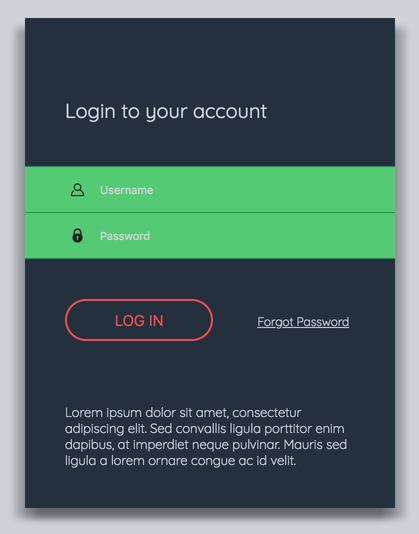 Login to your account
Username
Password
LOG IN
Forgot Password
Lorem ipsum dolor sit amet, consectetur
adipiscing elit. Sed convallis ligula porttitor enim
dapibus, at imperdiet neque pulvinar. Mauris sed
ligula a lorem ornare congue ac id velit.